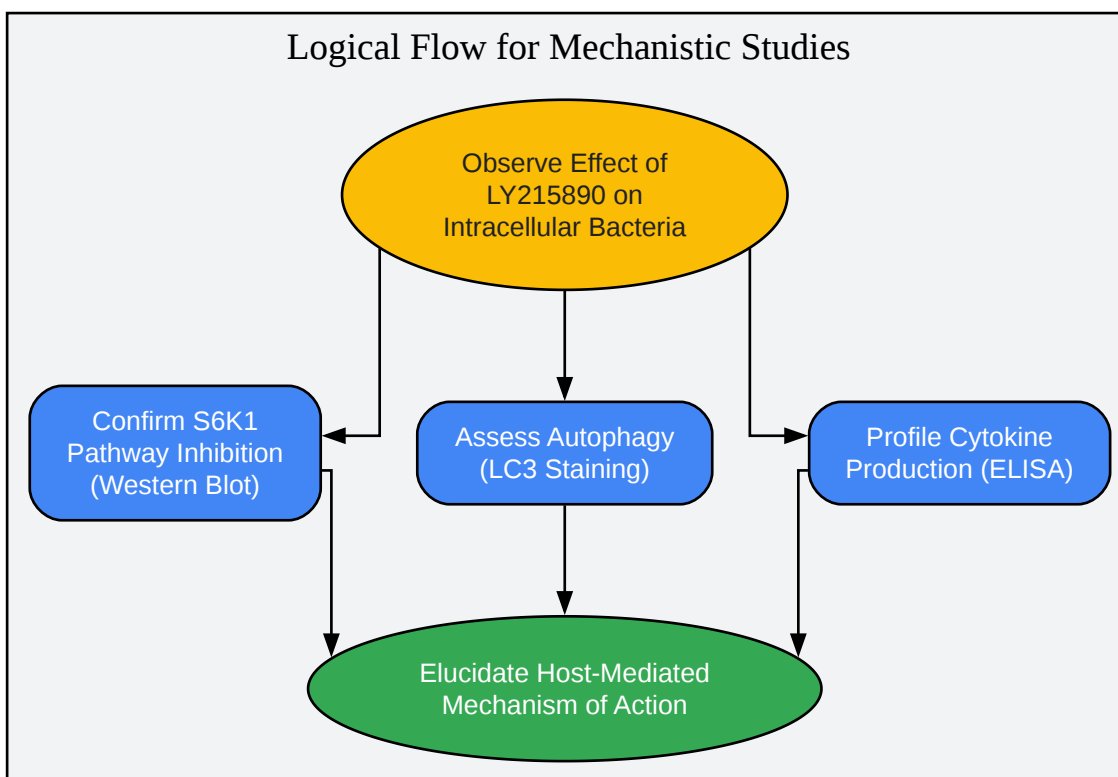 Logical Flow for Mechanistic Studies
Observe Effect of
LY215890 on
Intracellular Bacteria
Confirm S6K1
Pathway Inhibition
(Western Blot)
Assess Autophagy
(LC3 Staining)
Profile Cytokine
Production (ELISA)
Elucidate Host-Mediated
Mechanism of Action